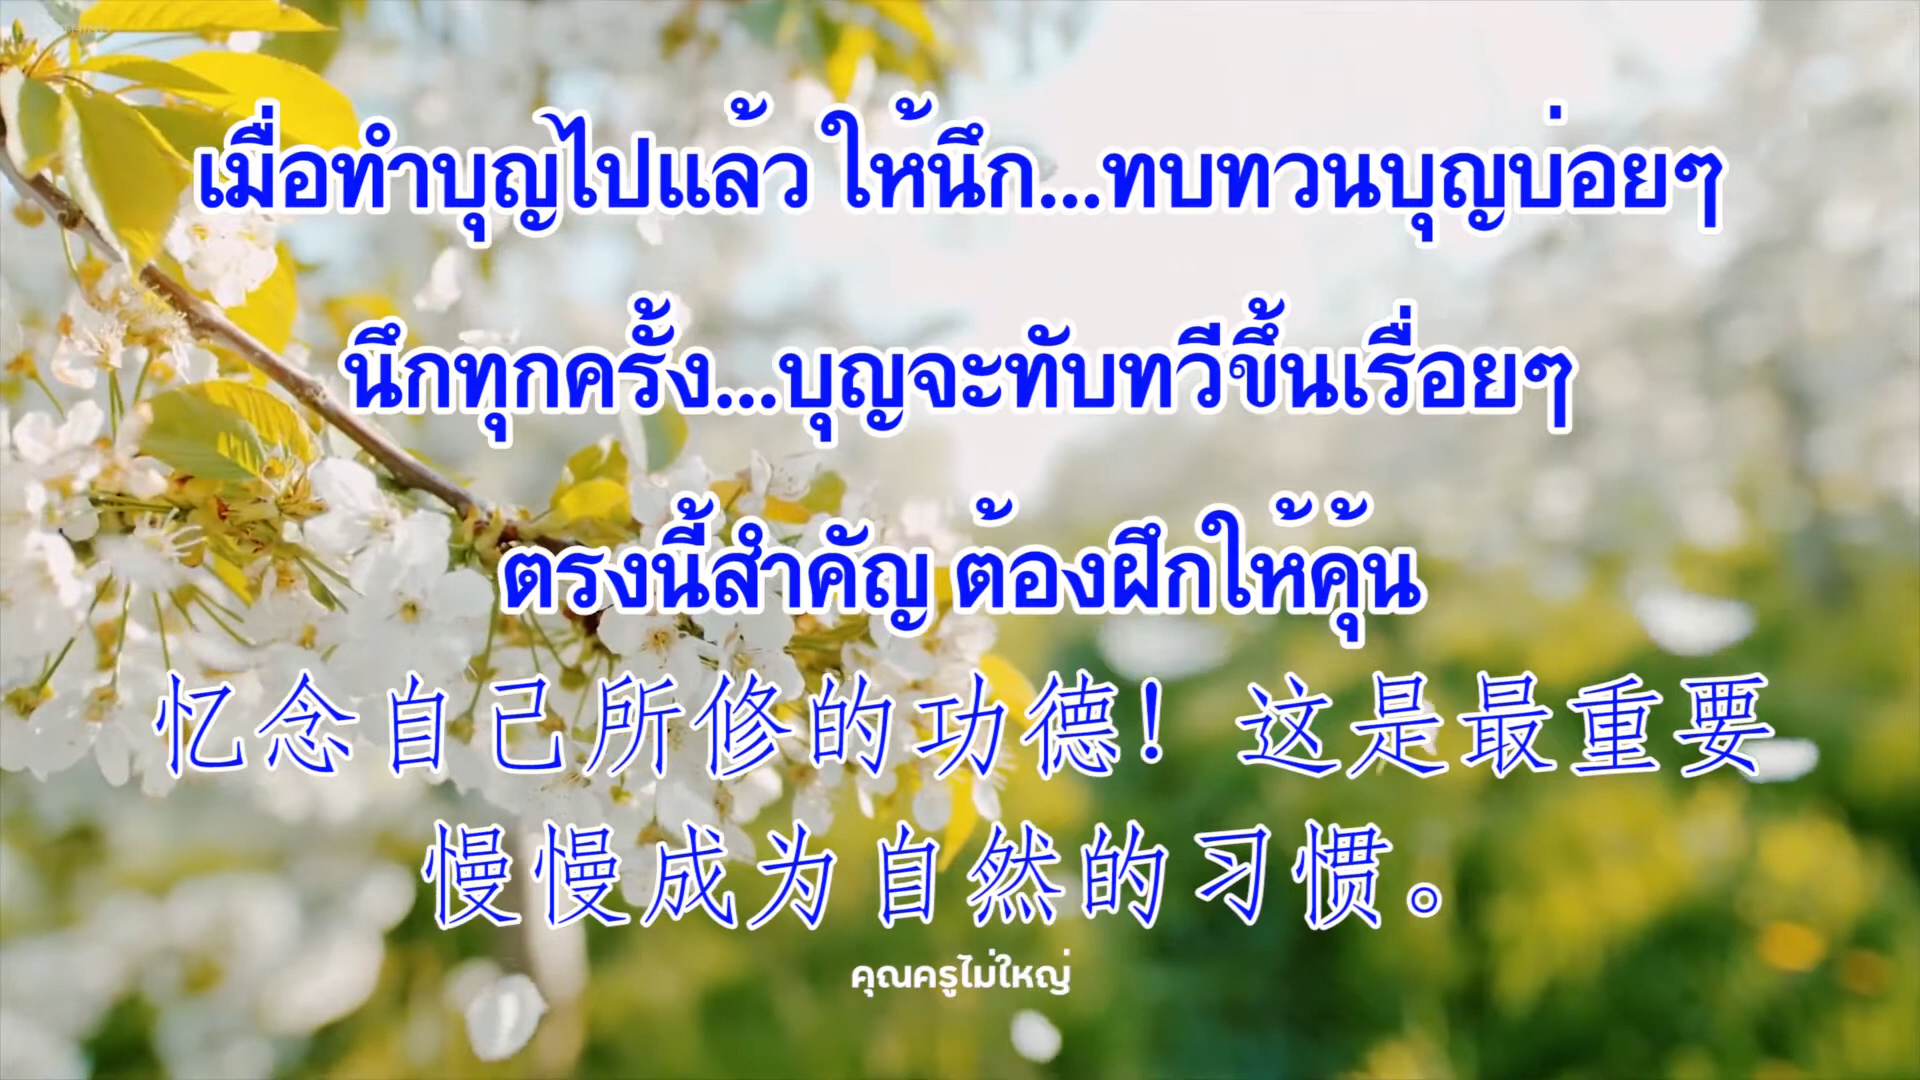 เมื่อทำบุญไปแล้ว ให้นึก...ทบทวนบุญบ่อยๆ
นึกทุกครั้ง...บุญจะทับทวีขึ้นเรื่อยๆ
ตรงนี้สำคัญ ต้องฝึกให้คุ้น
忆念自己所修的功德！这是最重要
慢慢成为自然的习惯。
คุณครูไม่ใหญ่